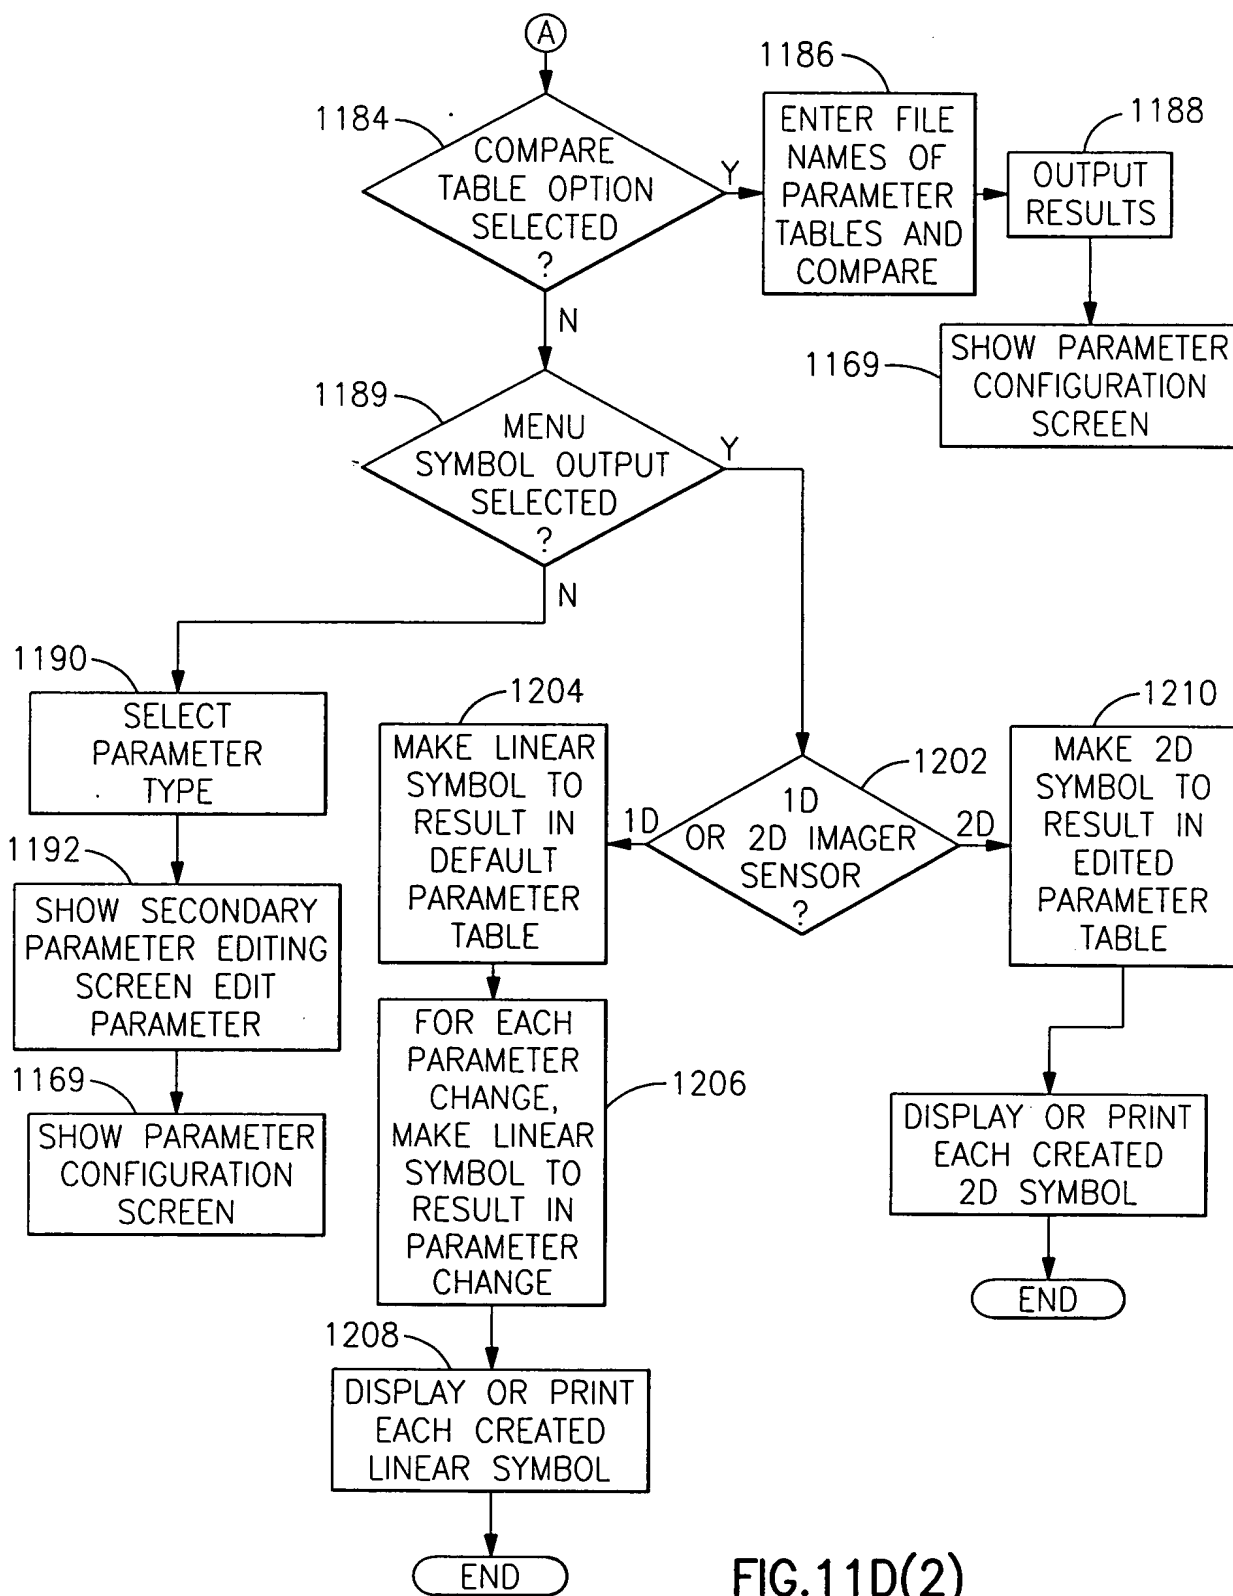 A
1184
COMPARE
TABLE OPTION
SELECTED
?
Y
N
1186
ENTER FILE
NAMES OF
PARAMETER
TABLES AND
COMPARE
1188
OUTPUT
RESULTS
1169
SHOW PARAMETER
CONFIGURATION
SCREEN
1189
MENU
SYMBOL OUTPUT
SELECTED
?
Y
N
1190
SELECT
PARAMETER
TYPE
1192
SHOW SECONDARY
PARAMETER EDITING
SCREEN EDIT
PARAMETER
1169
SHOW PARAMETER
CONFIGURATION
SCREEN
1202
1D
OR 2D IMAGER
SENSOR
?
1D
2D
1204
MAKE LINEAR
SYMBOL TO
RESULT IN
DEFAULT
PARAMETER
TABLE
1206
FOR EACH
PARAMETER
CHANGE,
MAKE LINEAR
SYMBOL TO
RESULT IN
PARAMETER
CHANGE
1208
DISPLAY OR PRINT
EACH CREATED
LINEAR SYMBOL
END
1210
MAKE 2D
SYMBOL TO
RESULT IN
EDITED
PARAMETER
TABLE
DISPLAY OR PRINT
EACH CREATED
2D SYMBOL
END
FIG.11D(2)